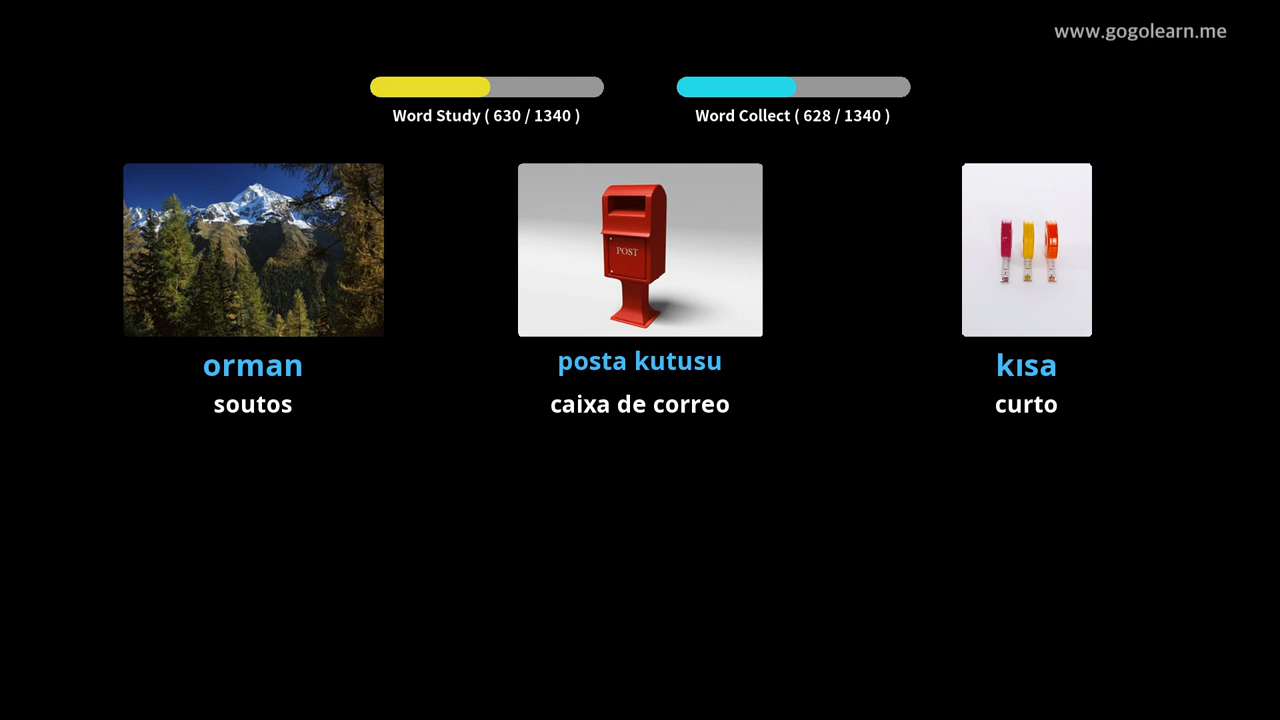 www.gogolearn.me
Word Study ( 630 / 1340 )
Word Collect ( 628 / 1340 )
POST
orman
posta kutusu
kısa
soutos
caixa de correo
curto